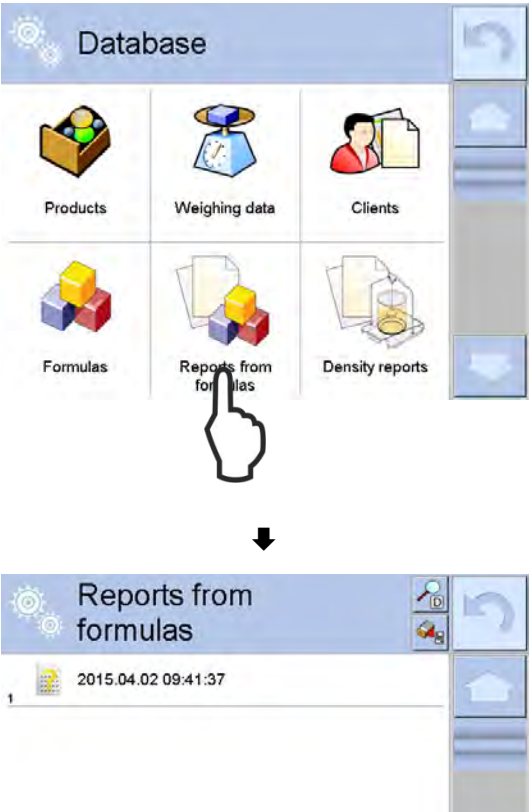 Database
Products
Weighing data
Clients
Formulas
Reports from
formulas
Density reports
Reports from
formulas
D
2015.04.02 09:41:37
1